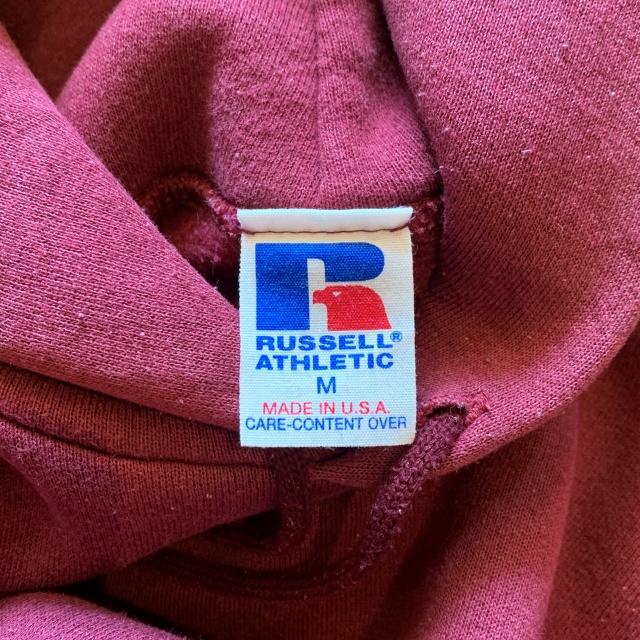 R
RUSSELL®
ATHLETIC
M
MADE IN U.S.A.
CARE-CONTENT OVER